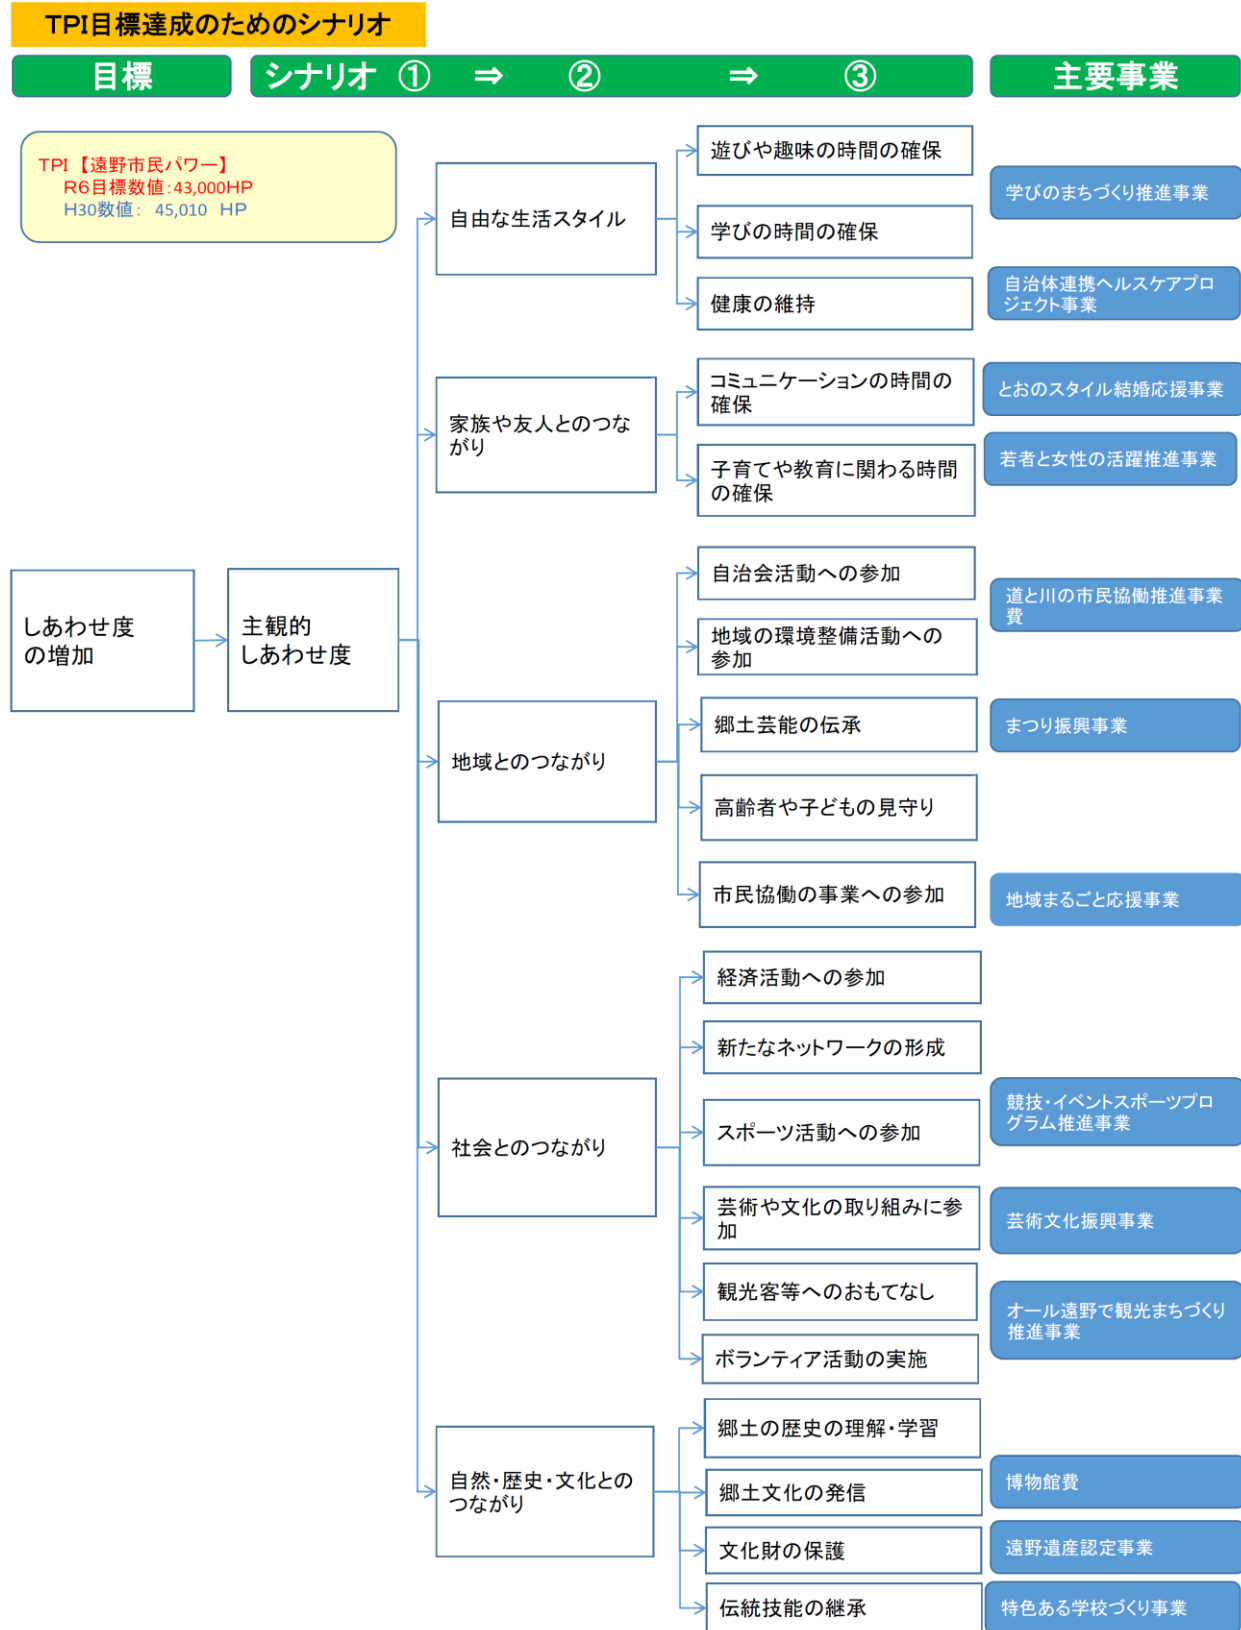 TPI目標達成のためのシナリオ
目標
シナリオ ① ⇒ ② ⇒ ③
主要事業
TPI【遠野市民パワー】
R6目標数値:43,000HP
H30数値: 45,010 HP
しあわせ度
の増加
主観的
しあわせ度
自由な生活スタイル
遊びや趣味の時間の確保
学びの時間の確保
健康の維持
学びのまちづくり推進事業
自治体連携ヘルスケアプロ
ジェクト事業
家族や友人とのつな
がり
コミュニケーションの時間の
確保
子育てや教育に関わる時間
の確保
とおのスタイル結婚応援事業
若者と女性の活躍推進事業
地域とのつながり
自治会活動への参加
地域の環境整備活動への
参加
郷土芸能の伝承
高齢者や子どもの見守り
市民協働の事業への参加
道と川の市民協働推進事業
費
まつり振興事業
地域まるごと応援事業
社会とのつながり
経済活動への参加
新たなネットワークの形成
スポーツ活動への参加
芸術や文化の取り組みに参
加
観光客等へのおもてなし
ボランティア活動の実施
競技・イベントスポーツプロ
グラム推進事業
芸術文化振興事業
オール遠野で観光まちづくり
推進事業
自然・歴史・文化との
つながり
郷土の歴史の理解・学習
郷土文化の発信
文化財の保護
伝統技能の継承
博物館費
遠野遺産認定事業
特色ある学校づくり事業